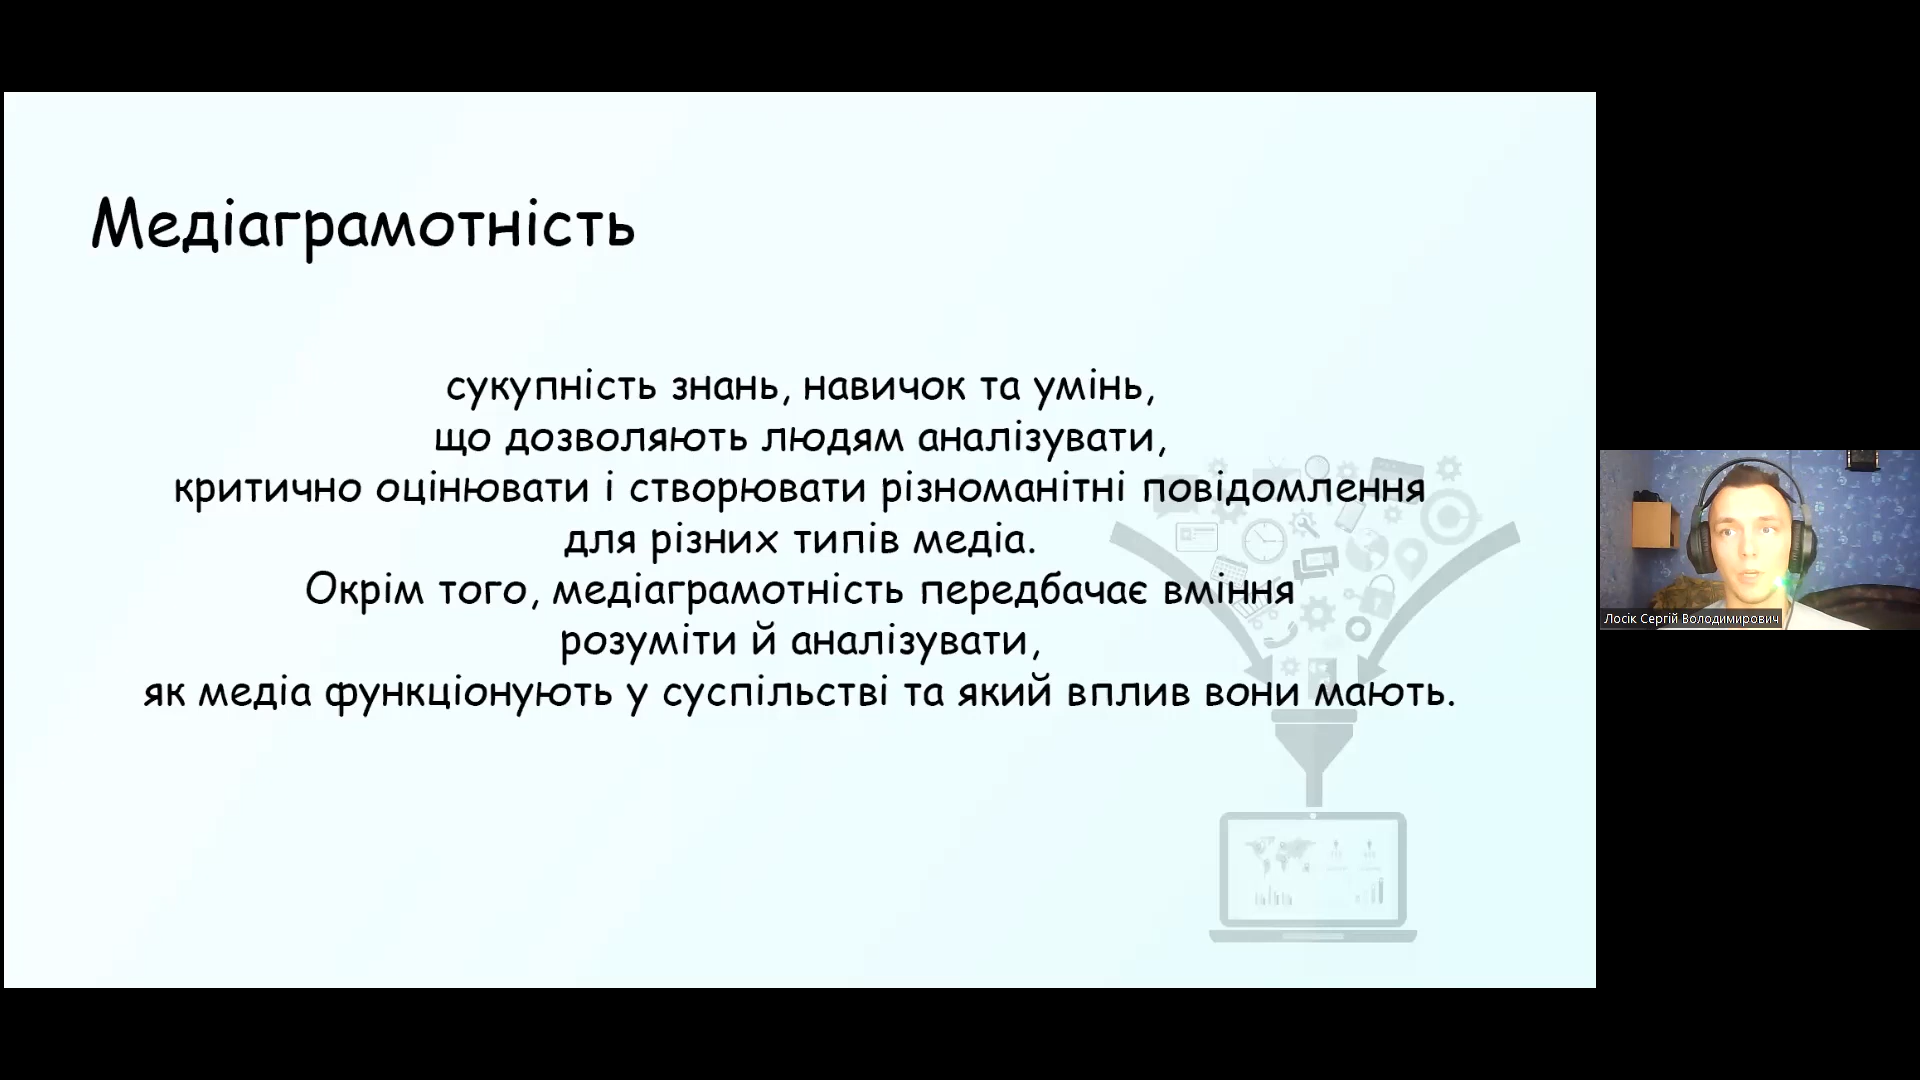 Медіаграмотність
сукупність знань, навичок та умінь,
що дозволяють людям аналізувати,
критично оцінювати і створювати різноманітні повідомлення
для різних типів медіа.
Окрім того, медіаграмотність передбачає вміння
розуміти й аналізувати,
як медіа функціонують у суспільстві та який вплив вони мають.
Лосік Сергій Володимирович